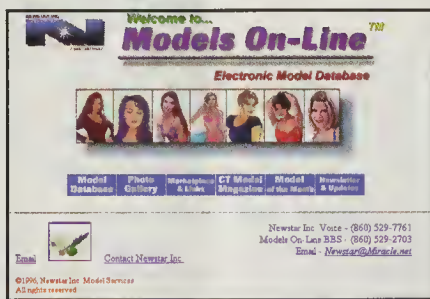 Welcome to...
Models On-Line™
Electronic Model Database
Model Database
Photo Gallery
Marketplace & Links
CT Model Magazine
Model of the Month
Newsletter & Updates
Newstar Inc. Voice - (860) 529-7761
Models On-Line BBS - (860) 529-2703
Email - Newstar@Miracle.net
Email
Contact Newstar Inc.
©1996, Newstar Inc. Model Services
All rights reserved